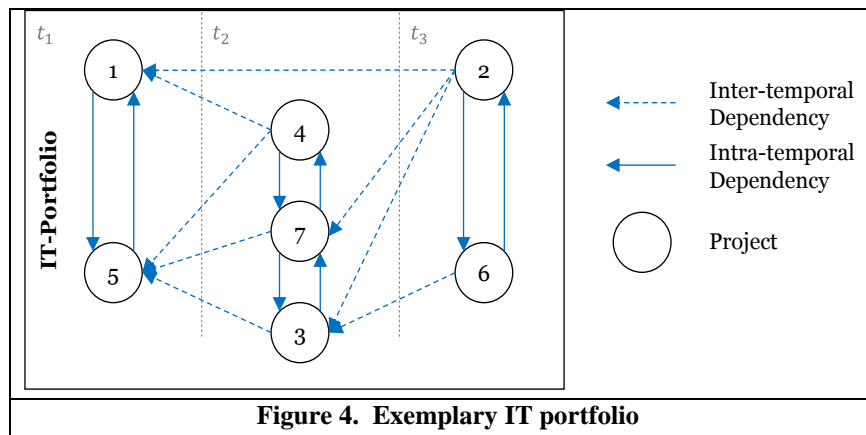 t₁
t₂
t₃
1
2
4
7
5
6
3
IT-Portfolio
Inter-temporal
Dependency
Intra-temporal
Dependency
Project
Figure 4. Exemplary IT portfolio